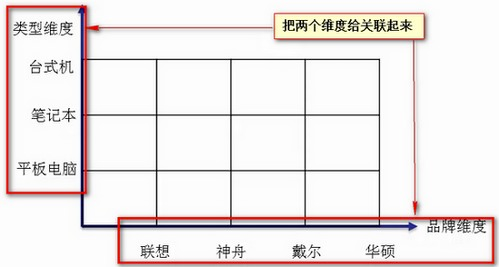 把两个维度给关联起来
类型维度
台式机
笔记本
平板电脑
品牌维度
联想 神舟 戴尔 华硕